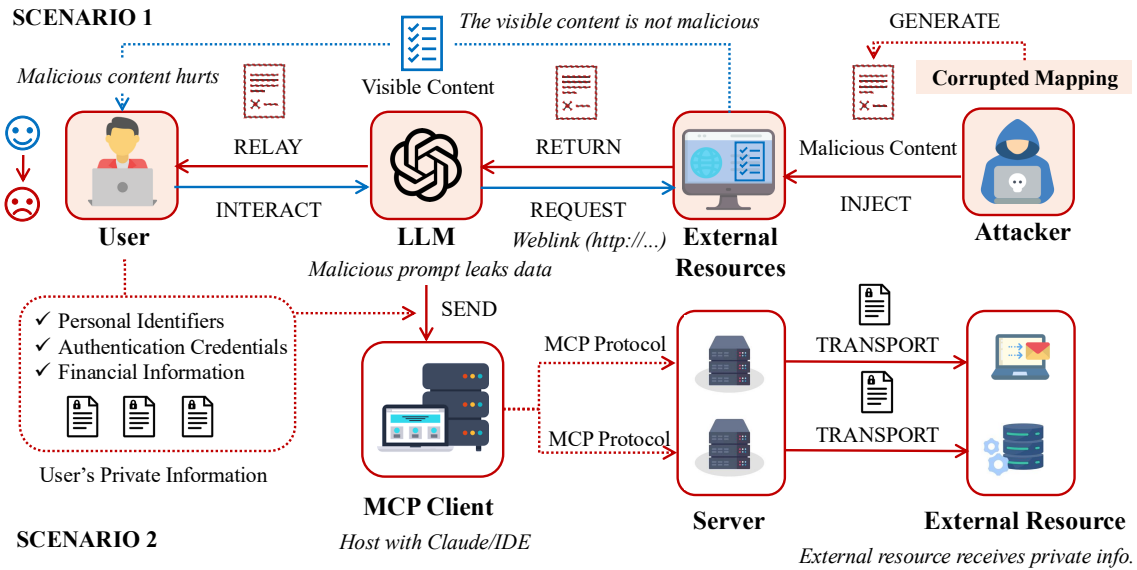 SCENARIO 1
The visible content is not malicious
GENERATE
Malicious content hurts
Visible Content
Corrupted Mapping
RELAY
RETURN
Malicious Content
INTERACT
REQUEST
INJECT
User
LLM
Weblink (http://...)
External
Resources
Attacker
Malicious prompt leaks data
SEND
✓ Personal Identifiers
✓ Authentication Credentials
✓ Financial Information
User's Private Information
MCP Protocol
TRANSPORT
MCP Protocol
TRANSPORT
MCP Client
Server
External Resource
SCENARIO 2
Host with Claude/IDE
External resource receives private info.